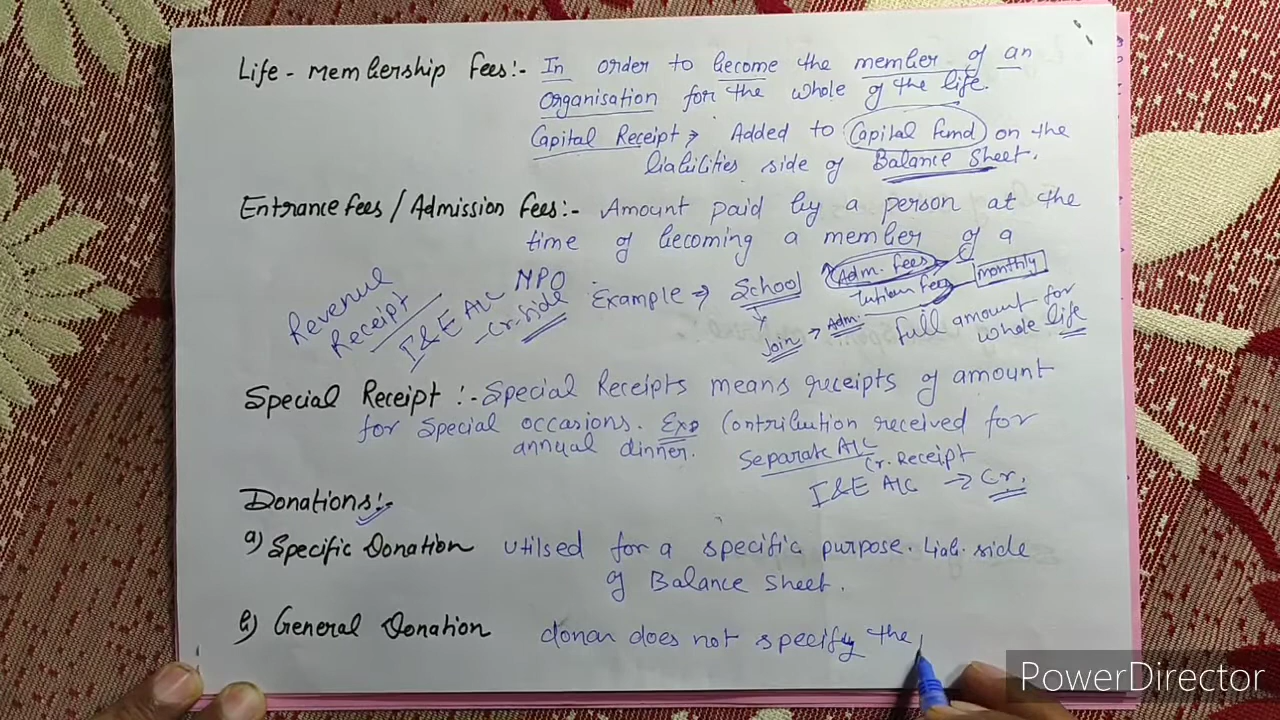 Life - Membership Fees:- In order to become the member of an
Organisation for the whole of the life.
Capital Receipt → Added to Capital Fund on the
liabilities side of Balance Sheet.
Entrance fees / Admission Fees:- Amount paid by a person at the
time of becoming a member of a
NPO Example → School
Adm. fees
Tution fees
monthly
Join → Adm.
full amount for
whole life
Revenue
Receipt
I&E A/C
Cr. side
Special Receipt :- Special Receipts means receipts of amount
for special occasions. Exp Contribution received for
annual dinner.
Separate A/C
Cr. Receipt
I&E A/C → Cr.
Donations:-
a) Specific Donation utilsed for a specific purpose. Liab. side
of Balance Sheet.
b) General Donation donar does not specify the
PowerDirector